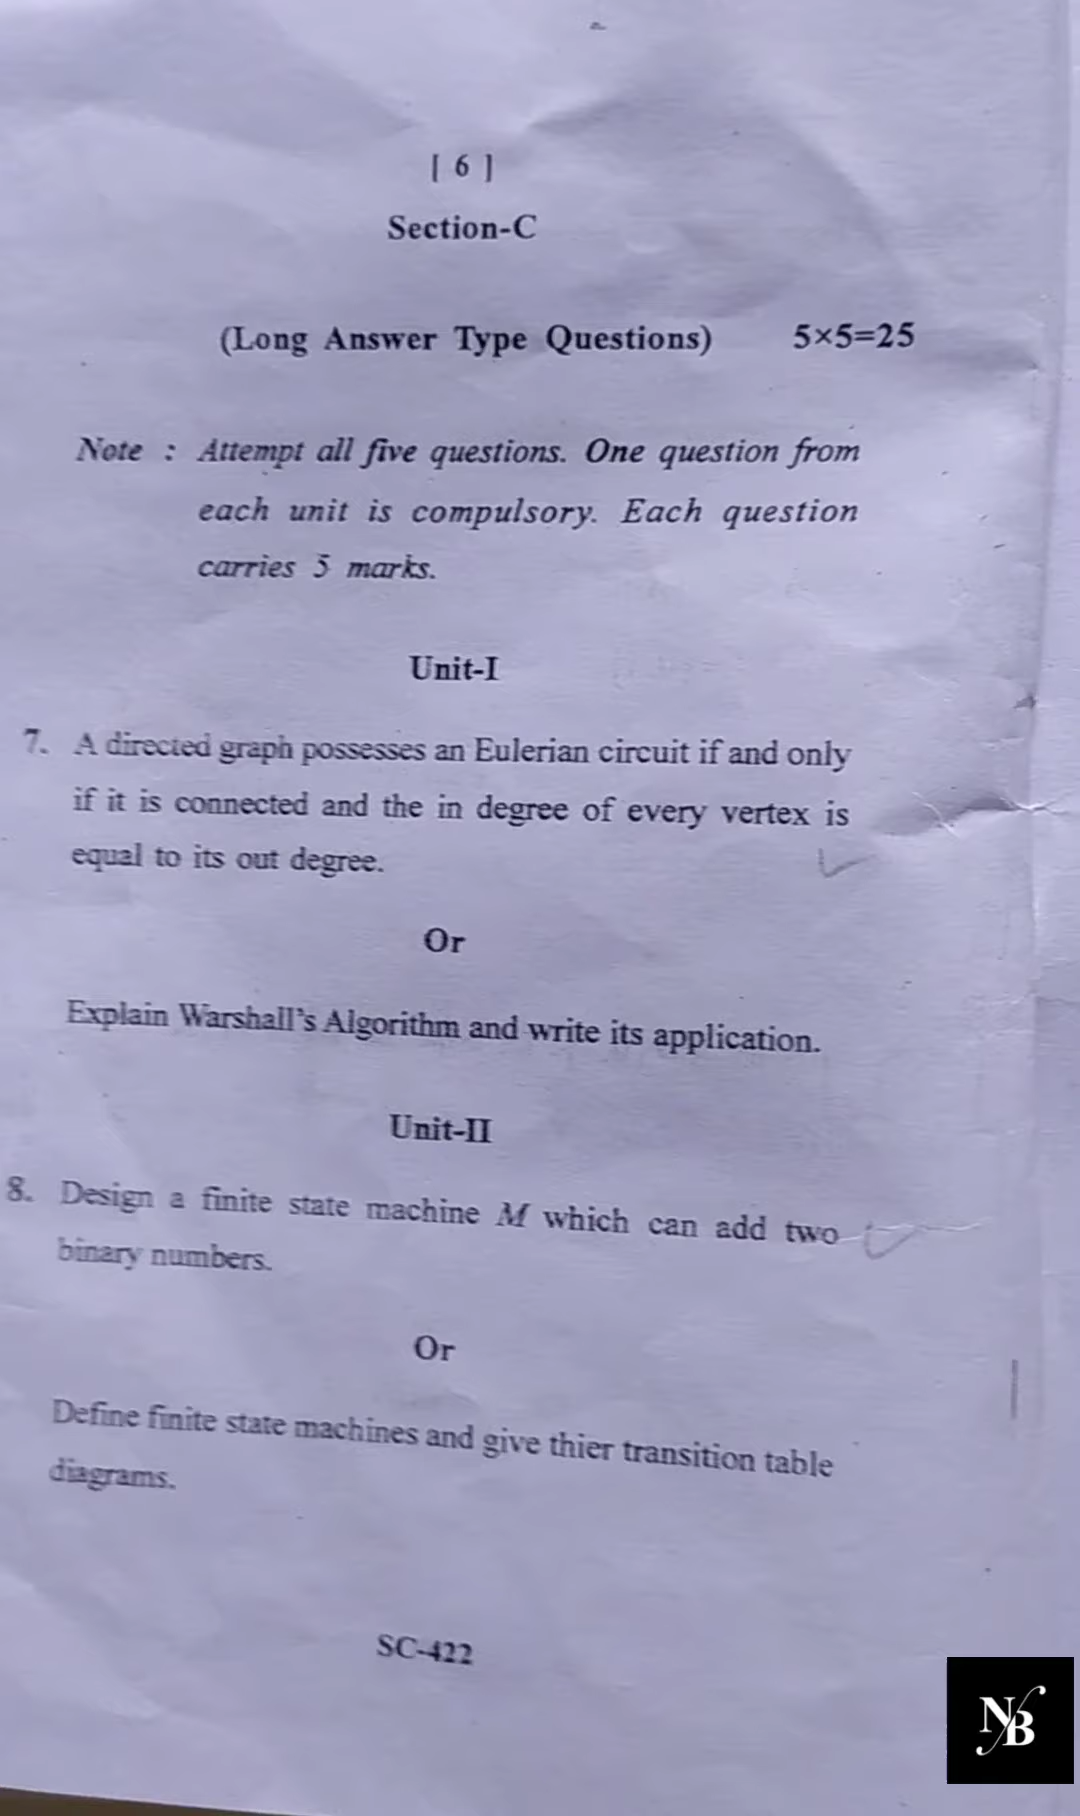 [ 6 ]
Section-C
(Long Answer Type Questions) 5×5=25
Note : Attempt all five questions. One question from
each unit is compulsory. Each question
carries 5 marks.
Unit-I
7. A directed graph possesses an Eulerian circuit if and only
if it is connected and the in degree of every vertex is
equal to its out degree.
Or
Explain Warshall's Algorithm and write its application.
Unit-II
8. Design a finite state machine M which can add two
binary numbers.
Or
Define finite state machines and give thier transition table
diagrams.
SC-422
NB